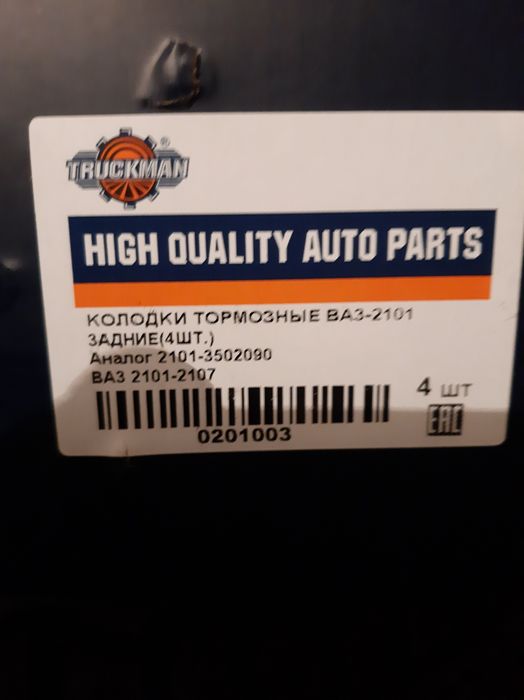 TRUCKMAN®
HIGH QUALITY AUTO PARTS
КОЛОДКИ ТОРМОЗНЫЕ ВАЗ-2101
ЗАДНИЕ(4ШТ.)
Аналог 2101-3502090
ВАЗ 2101-2107
4 шт
0201003
EAC